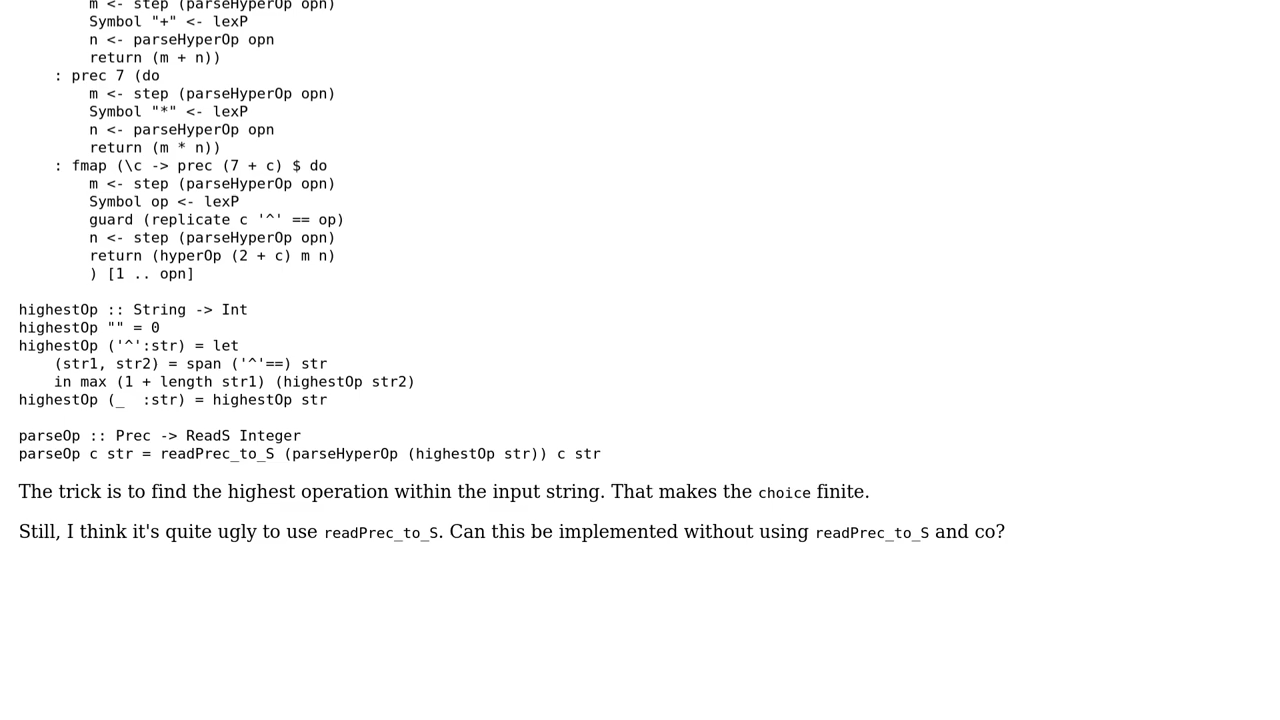 m <- step (parseHyperOp opn)
        Symbol "+" <- lexP
        n <- parseHyperOp opn
        return (m + n))
    : prec 7 (do
        m <- step (parseHyperOp opn)
        Symbol "*" <- lexP
        n <- parseHyperOp opn
        return (m * n))
    : fmap (\c -> prec (7 + c) $ do
        m <- step (parseHyperOp opn)
        Symbol op <- lexP
        guard (replicate c '^' == op)
        n <- step (parseHyperOp opn)
        return (hyperOp (2 + c) m n)
        ) [1 .. opn]

highestOp :: String -> Int
highestOp "" = 0
highestOp ('^':str) = let
    (str1, str2) = span ('^'==) str
    in max (1 + length str1) (highestOp str2)
highestOp (_  :str) = highestOp str

parseOp :: Prec -> ReadS Integer
parseOp c str = readPrec_to_S (parseHyperOp (highestOp str)) c str
The trick is to find the highest operation within the input string. That makes the choice finite.
Still, I think it's quite ugly to use readPrec_to_S. Can this be implemented without using readPrec_to_S and co?